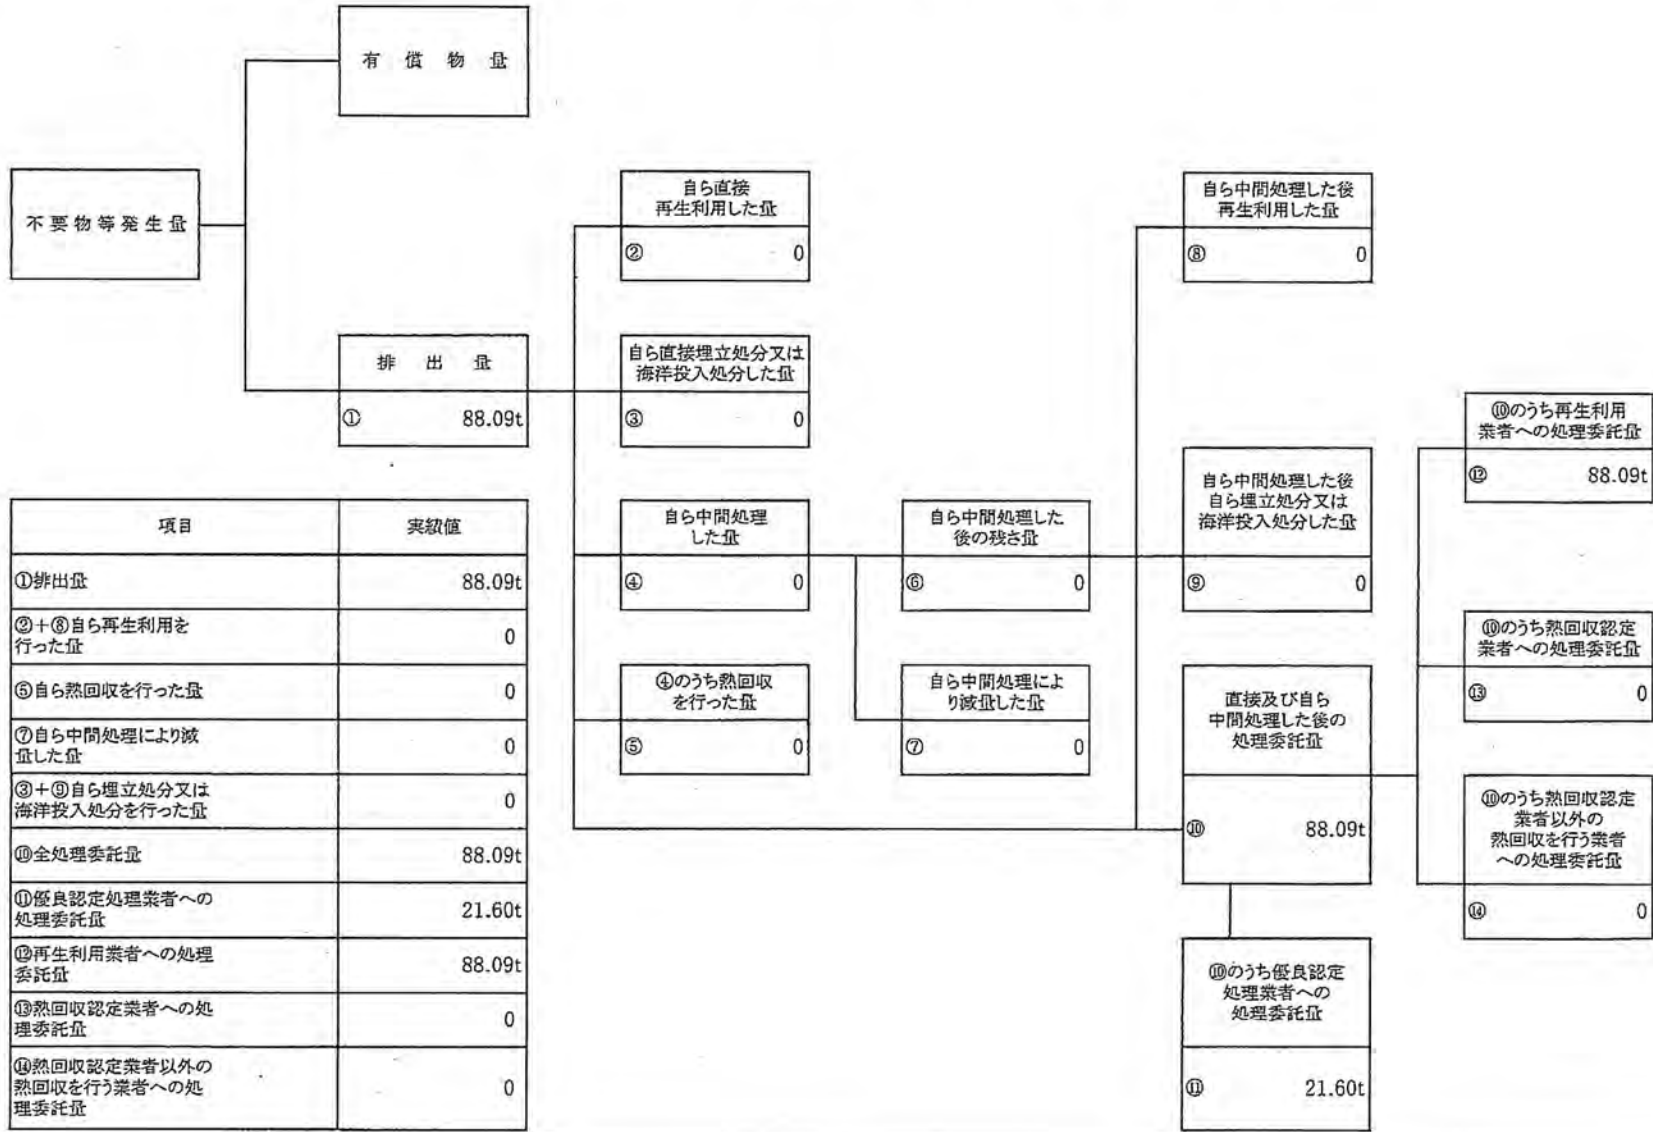 有償物量
不要物等発生量
排出量
① 88.09t
自ら直接
再生利用した量
② 0
自ら直接埋立処分又は
海洋投入処分した量
③ 0
自ら中間処理
した量
④ 0
④のうち熱回収
を行った量
⑤ 0
自ら中間処理した
後の残さ量
⑥ 0
自ら中間処理によ
り減量した量
⑦ 0
自ら中間処理した後
再生利用した量
⑧ 0
自ら中間処理した後
自ら埋立処分又は
海洋投入処分した量
⑨ 0
直接及び自ら
中間処理した後の
処理委託量
⑩ 88.09t
⑩のうち優良認定
処理業者への
処理委託量
⑪ 21.60t
⑩のうち再生利用
業者への処理委託量
⑫ 88.09t
⑩のうち熱回収認定
業者への処理委託量
⑬ 0
⑩のうち熱回収認定
業者以外の
熱回収を行う業者
への処理委託量
⑭ 0
項目 実績値
①排出量 88.09t
②+⑧自ら再生利用を
行った量 0
⑤自ら熱回収を行った量 0
⑦自ら中間処理により減
量した量 0
③+⑨自ら埋立処分又は
海洋投入処分を行った量 0
⑩全処理委託量 88.09t
⑪優良認定処理業者への
処理委託量 21.60t
⑫再生利用業者への処理
委託量 88.09t
⑬熱回収認定業者への処
理委託量 0
⑭熱回収認定業者以外の
熱回収を行う業者への処
理委託量 0